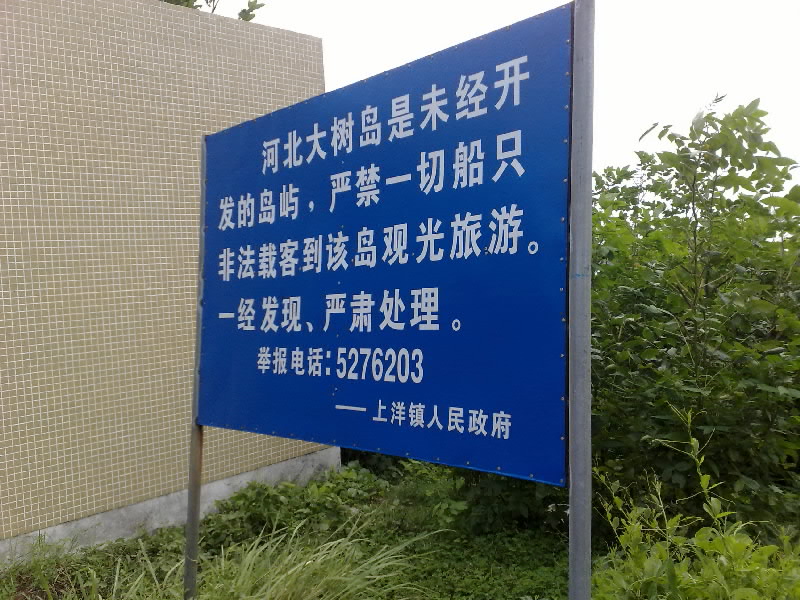 河北大树岛是未经开
发的岛屿，严禁一切船只
非法载客到该岛观光旅游。
一经发现、严肃处理。
举报电话：5276203
——上洋镇人民政府